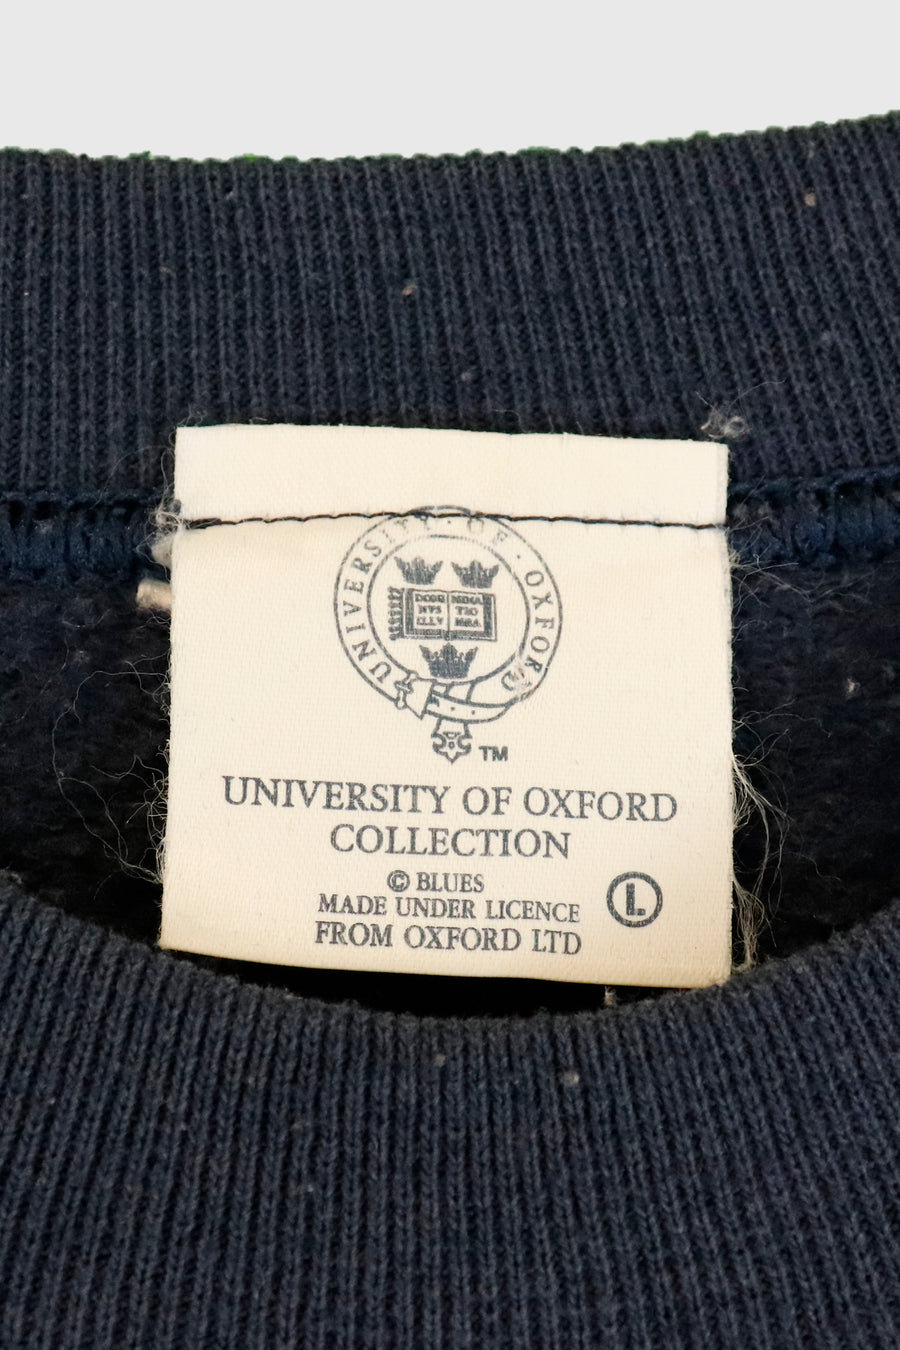 UNIVERSITY · OF · OXFORD
DOMI
NVS
ILLV
MINA
TIO
MEA
TM
UNIVERSITY OF OXFORD
COLLECTION
© BLUES
MADE UNDER LICENCE
FROM OXFORD LTD
L